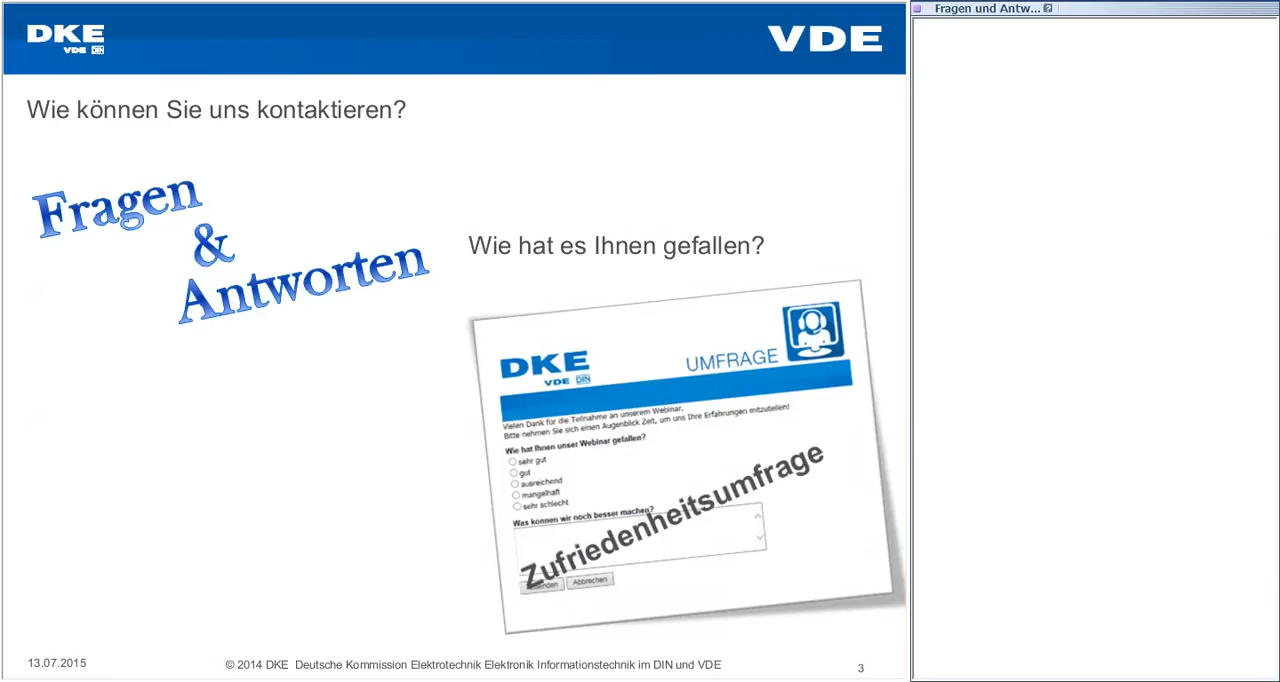 DKE
VDE DIN
VDE
Fragen und Antw...
Wie können Sie uns kontaktieren?
Fragen
&
Antworten
Wie hat es Ihnen gefallen?
DKE
VDE DIN
UMFRAGE
Vielen Dank für die Teilnahme an unserem Webinar.
Bitte nehmen Sie sich einen Augenblick Zeit, um uns Ihre Erfahrungen mitzuteilen!
Wie hat Ihnen unser Webinar gefallen?
sehr gut
gut
ausreichend
mangelhaft
sehr schlecht
Was können wir noch besser machen?
Zufriedenheitsumfrage
Abbrechen
13.07.2015
© 2014 DKE Deutsche Kommission Elektrotechnik Elektronik Informationstechnik im DIN und VDE
3